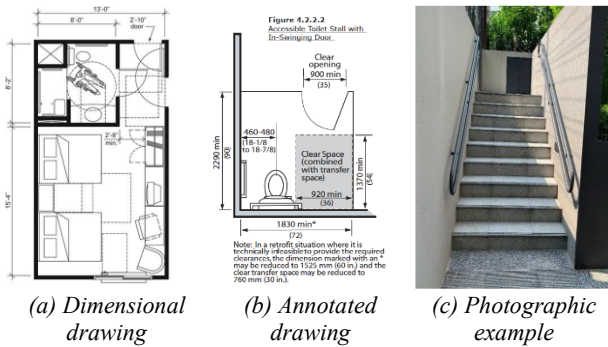 13'-0"
8'-0"
2'-10"
door
8'-2"
2'-8"
min.
15'-4"
(a) Dimensional
drawing
Figure 4.2.2.2
Accessible Toilet Stall with
In-Swinging Door
Clear
opening
900 min
(35)
2290 min
(90)
460-480
(18-1/8
to 18-7/8)
Clear Space
(combined
with transfer
space)
920 min
(36)
1370 min
(54)
1830 min*
(72)
Note: In a retrofit situation where it is
technically infeasible to provide the required
clearances, the dimension marked with an *
may be reduced to 1525 mm (60 in.) and the
clear transfer space may be reduced to
760 mm (30 in.).
(b) Annotated
drawing
(c) Photographic
example